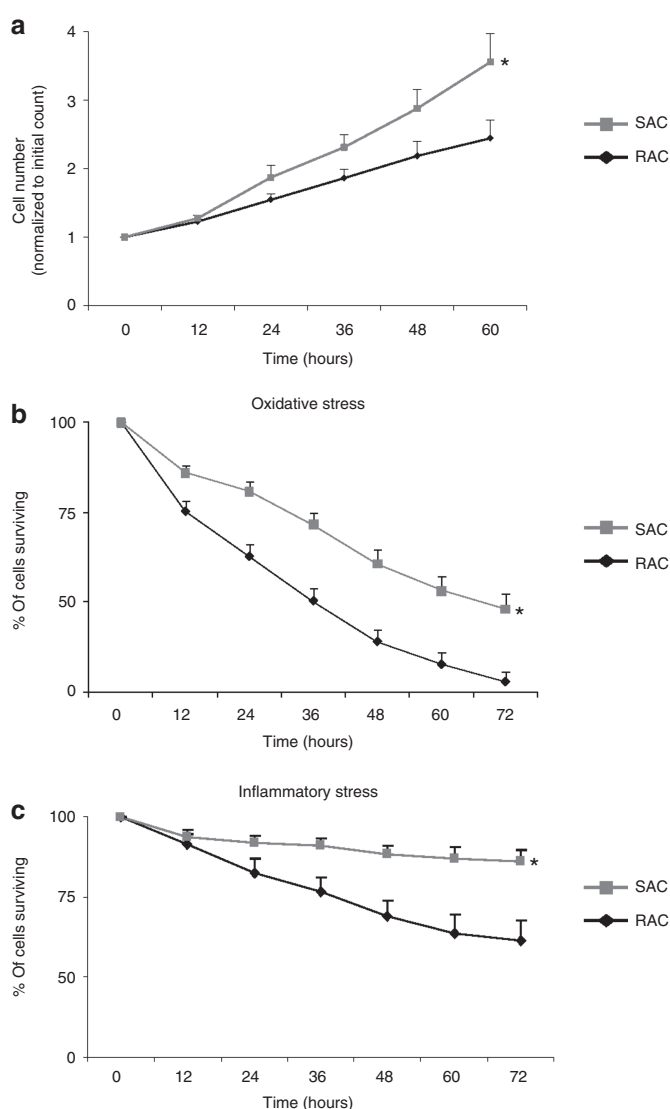 a
4
3
2
1
0
Cell number
(normalized to initial count)
*
SAC
RAC
0 12 24 36 48 60
Time (hours)
b
Oxidative stress
100
75
50
0
% Of cells surviving
*
SAC
RAC
0 12 24 36 48 60 72
Time (hours)
c
Inflammatory stress
100
75
50
0
% Of cells surviving
*
SAC
RAC
0 12 24 36 48 60 72
Time (hours)